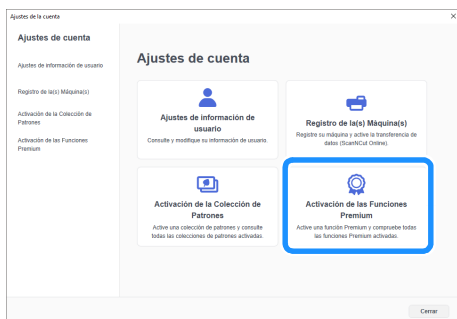 Ajustes de la cuenta
Ajustes de cuenta
Ajustes de información de usuario
Registro de la(s) Máquina(s)
Activación de la Colección de
Patrones
Activación de las Funciones
Premium
Ajustes de cuenta
Ajustes de información de
usuario
Consulte y modifique su información de usuario.
Registro de la(s) Máquina(s)
Registre su máquina y active la transferencia de
datos (ScanNCut Online).
Activación de la Colección de
Patrones
Active una colección de patrones y consulte
todas las colecciones de patrones activadas.
Activación de las Funciones
Premium
Active una función Premium y compruebe todas
las funciones Premium activadas.
Cerrar